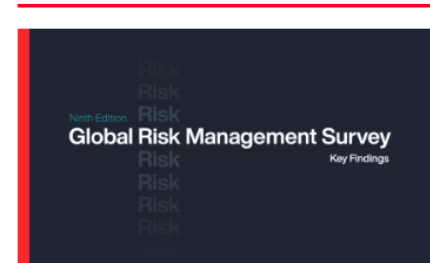 Risk
Risk
Ninth Edition Risk
Global Risk Management Survey
Risk Key Findings
Risk
Risk
Risk